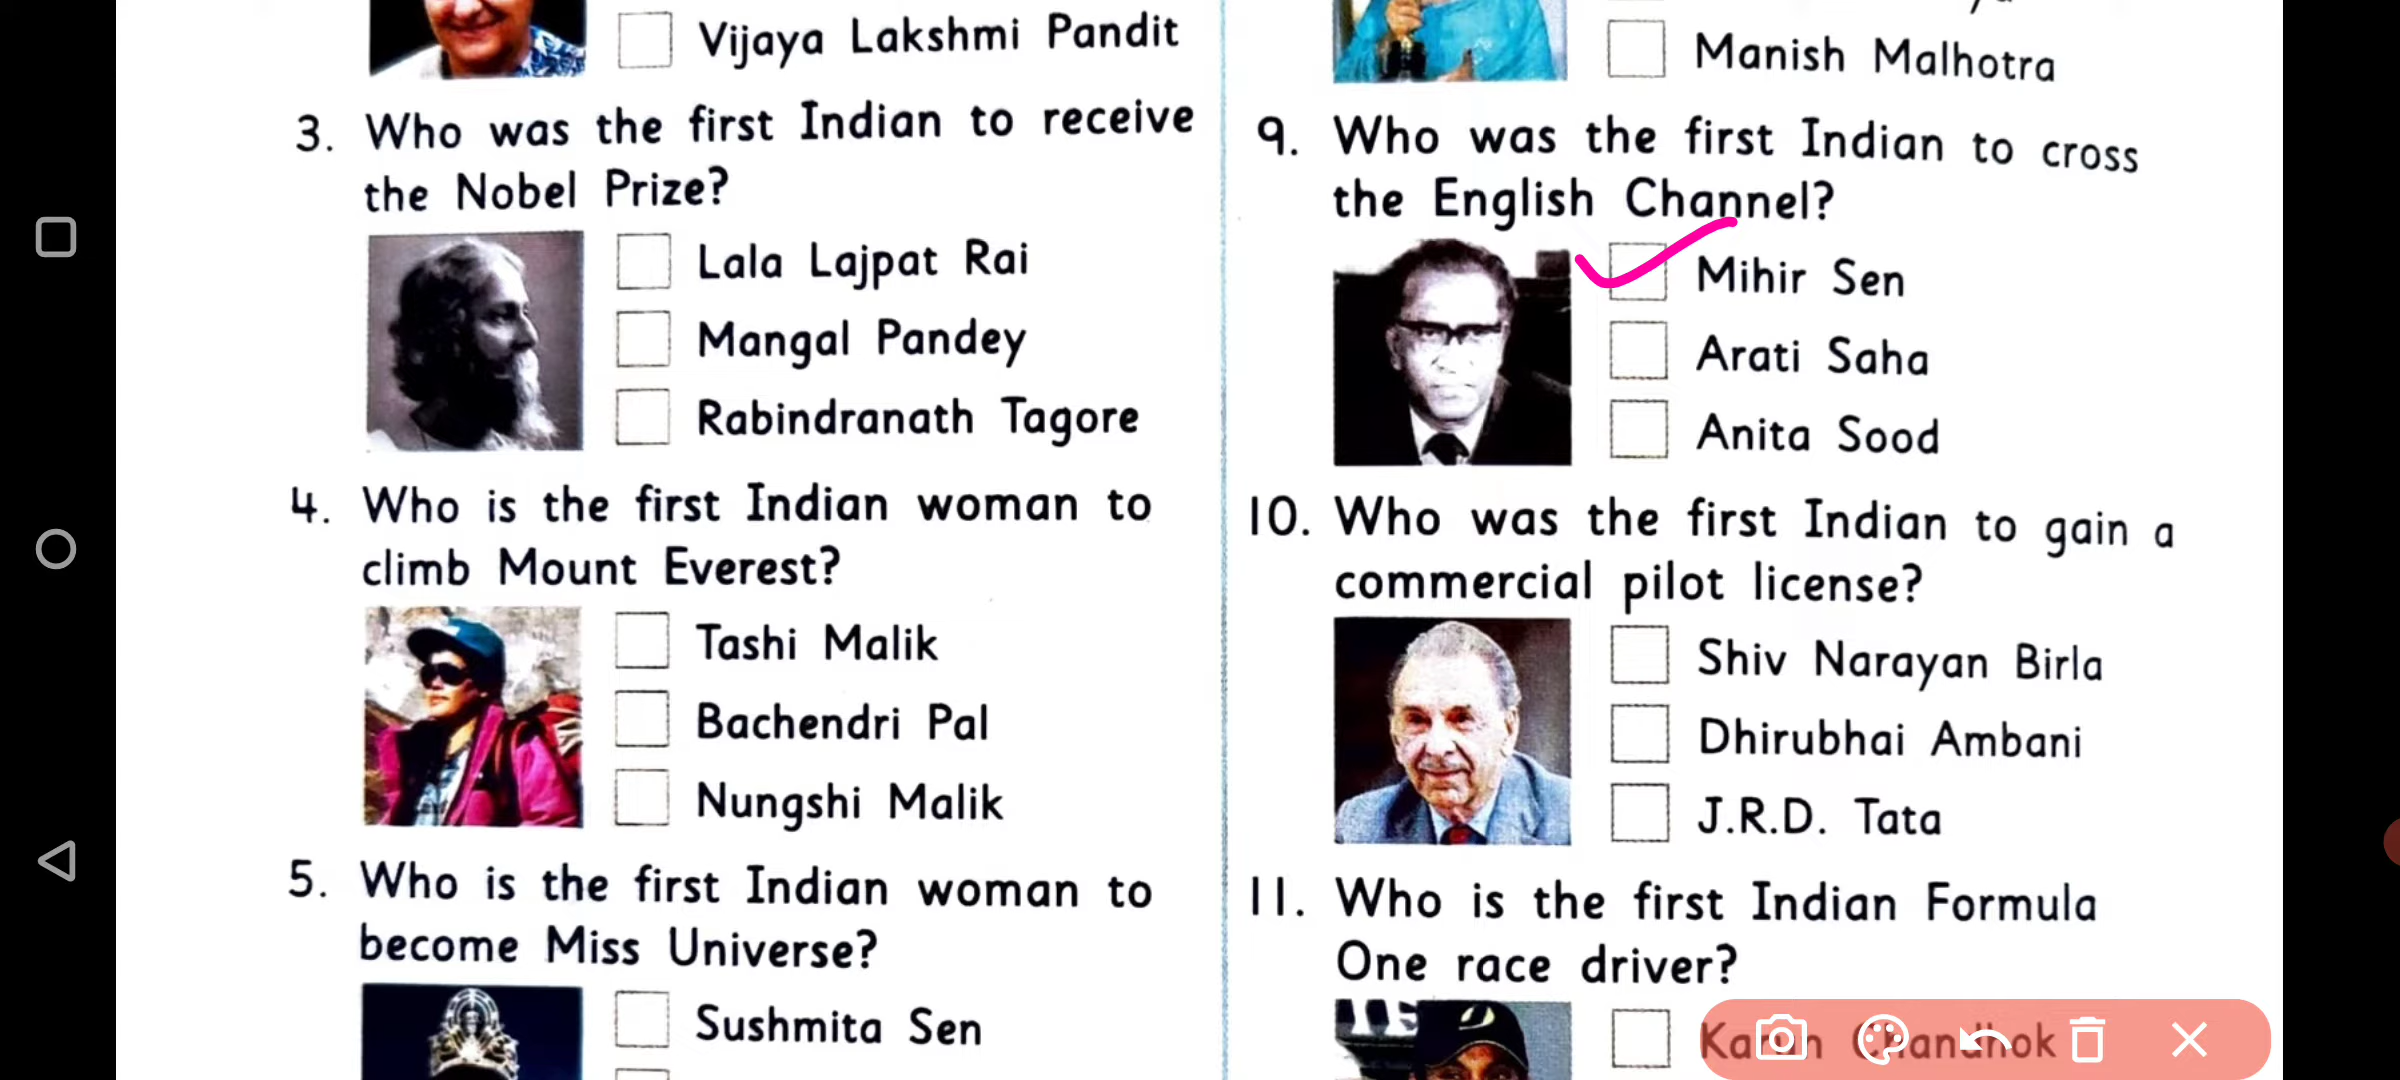 Vijaya Lakshmi Pandit
3. Who was the first Indian to receive
the Nobel Prize?
Lala Lajpat Rai
Mangal Pandey
Rabindranath Tagore
4. Who is the first Indian woman to
climb Mount Everest?
Tashi Malik
Bachendri Pal
Nungshi Malik
5. Who is the first Indian woman to
become Miss Universe?
Sushmita Sen
Manish Malhotra
9. Who was the first Indian to cross
the English Channel?
Mihir Sen
Arati Saha
Anita Sood
10. Who was the first Indian to gain a
commercial pilot license?
Shiv Narayan Birla
Dhirubhai Ambani
J.R.D. Tata
11. Who is the first Indian Formula
One race driver?
Chandhok